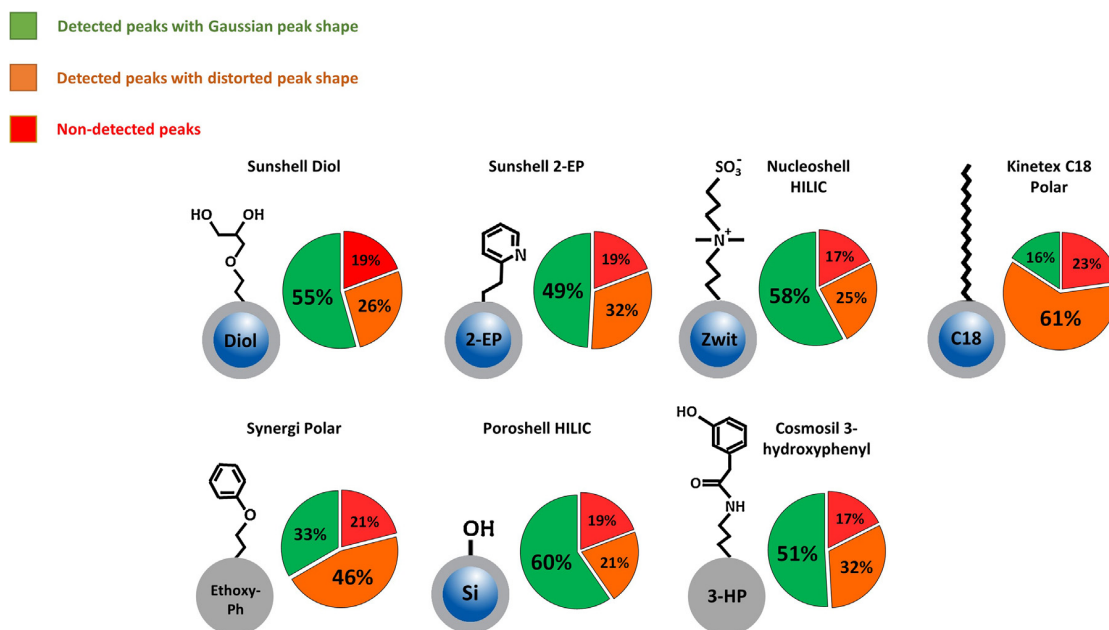 Detected peaks with Gaussian peak shape
Detected peaks with distorted peak shape
Non-detected peaks
Sunshell Diol
HO
OH
O
Diol
55%
19%
26%
Sunshell 2-EP
N
2-EP
49%
19%
32%
Nucleoshell
HILIC
SO3-
N+
Zwit
58%
17%
25%
Kinetex C18
Polar
C18
16%
23%
61%
Synergi Polar
O
Ethoxy-
Ph
33%
21%
46%
Poroshell HILIC
OH
Si
60%
19%
21%
Cosmosil 3-
hydroxyphenyl
HO
O
NH
3-HP
51%
17%
32%